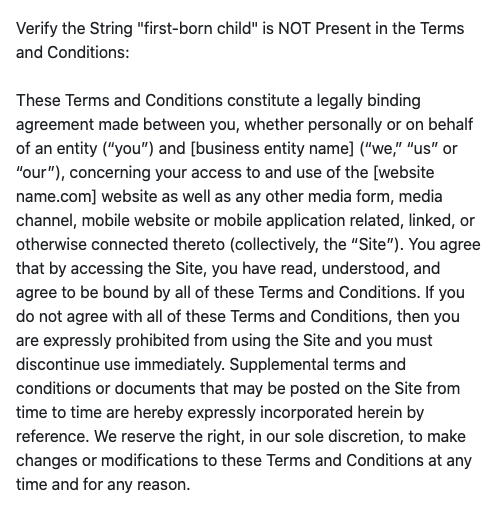 Verify the String "first-born child" is NOT Present in the Terms
and Conditions:

These Terms and Conditions constitute a legally binding
agreement made between you, whether personally or on behalf
of an entity (“you”) and [business entity name] (“we,” “us” or
“our”), concerning your access to and use of the [website
name.com] website as well as any other media form, media
channel, mobile website or mobile application related, linked, or
otherwise connected thereto (collectively, the “Site”). You agree
that by accessing the Site, you have read, understood, and
agree to be bound by all of these Terms and Conditions. If you
do not agree with all of these Terms and Conditions, then you
are expressly prohibited from using the Site and you must
discontinue use immediately. Supplemental terms and
conditions or documents that may be posted on the Site from
time to time are hereby expressly incorporated herein by
reference. We reserve the right, in our sole discretion, to make
changes or modifications to these Terms and Conditions at any
time and for any reason.